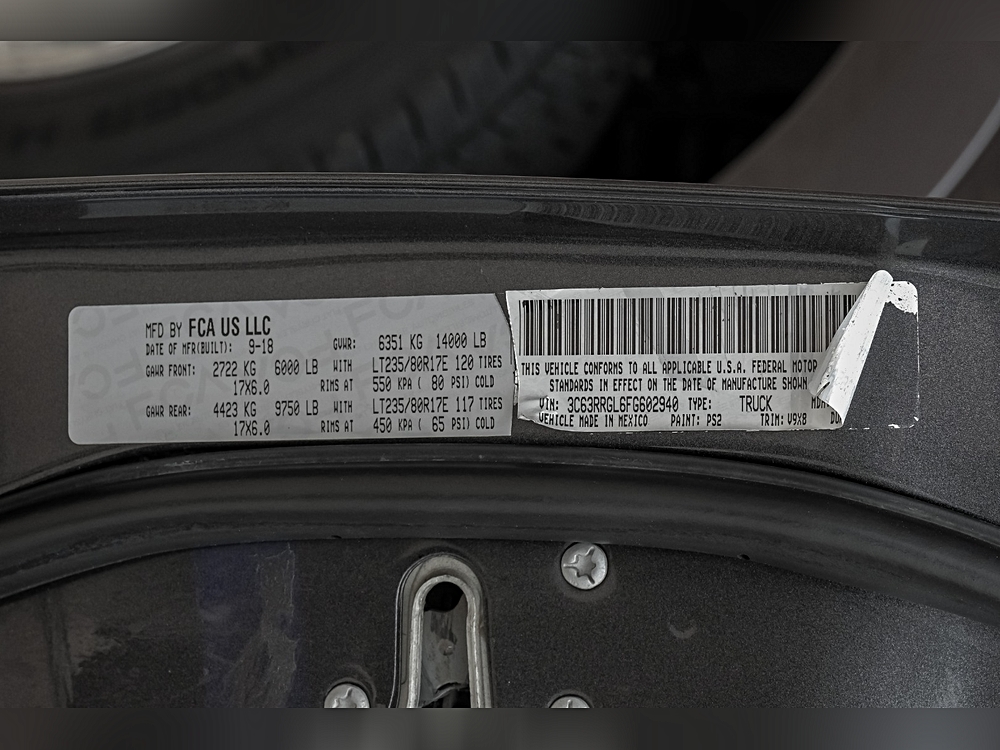 MFD BY FCA US LLC
DATE OF MFR(BUILT): 9-18 GVWR: 6351 KG 14000 LB
GAWR FRONT: 2722 KG 6000 LB WITH LT235/80R17E 120 TIRES
17X6.0 RIMS AT 550 KPA ( 80 PSI) COLD
GAWR REAR: 4423 KG 9750 LB WITH LT235/80R17E 117 TIRES
17X6.0 RIMS AT 450 KPA ( 65 PSI) COLD
THIS VEHICLE CONFORMS TO ALL APPLICABLE U.S.A. FEDERAL MOTOR
STANDARDS IN EFFECT ON THE DATE OF MANUFACTURE SHOWN
VIN: 3C63RRGL6FG602940 TYPE: TRUCK
VEHICLE MADE IN MEXICO PAINT: PS2 TRIM: V9X8